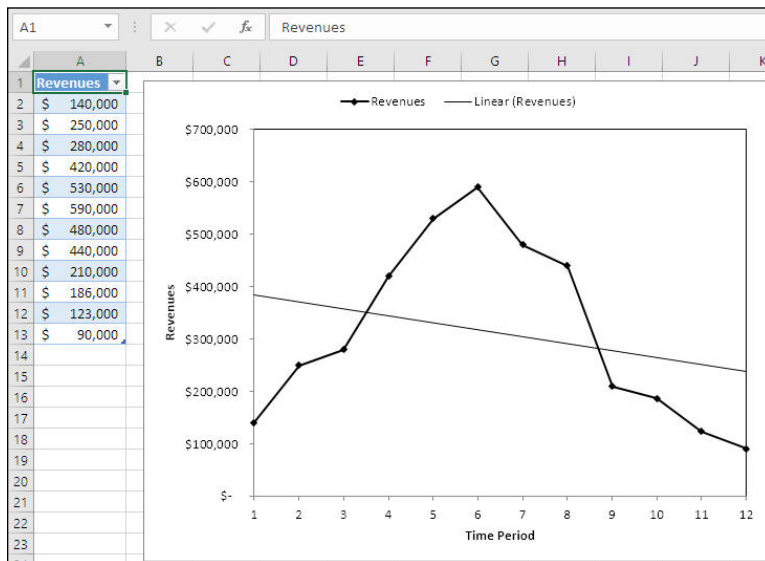 A1 fx Revenues
A B C D E F G H I J K
1 Revenues
2 $ 140,000
3 $ 250,000
4 $ 280,000
5 $ 420,000
6 $ 530,000
7 $ 590,000
8 $ 480,000
9 $ 440,000
10 $ 210,000
11 $ 186,000
12 $ 123,000
13 $ 90,000
14
15
16
17
18
19
20
21
22
23
Revenues Linear (Revenues)
$700,000
$600,000
$500,000
$400,000
$300,000
$200,000
$100,000
$-
Revenues
1 2 3 4 5 6 7 8 9 10 11 12
Time Period